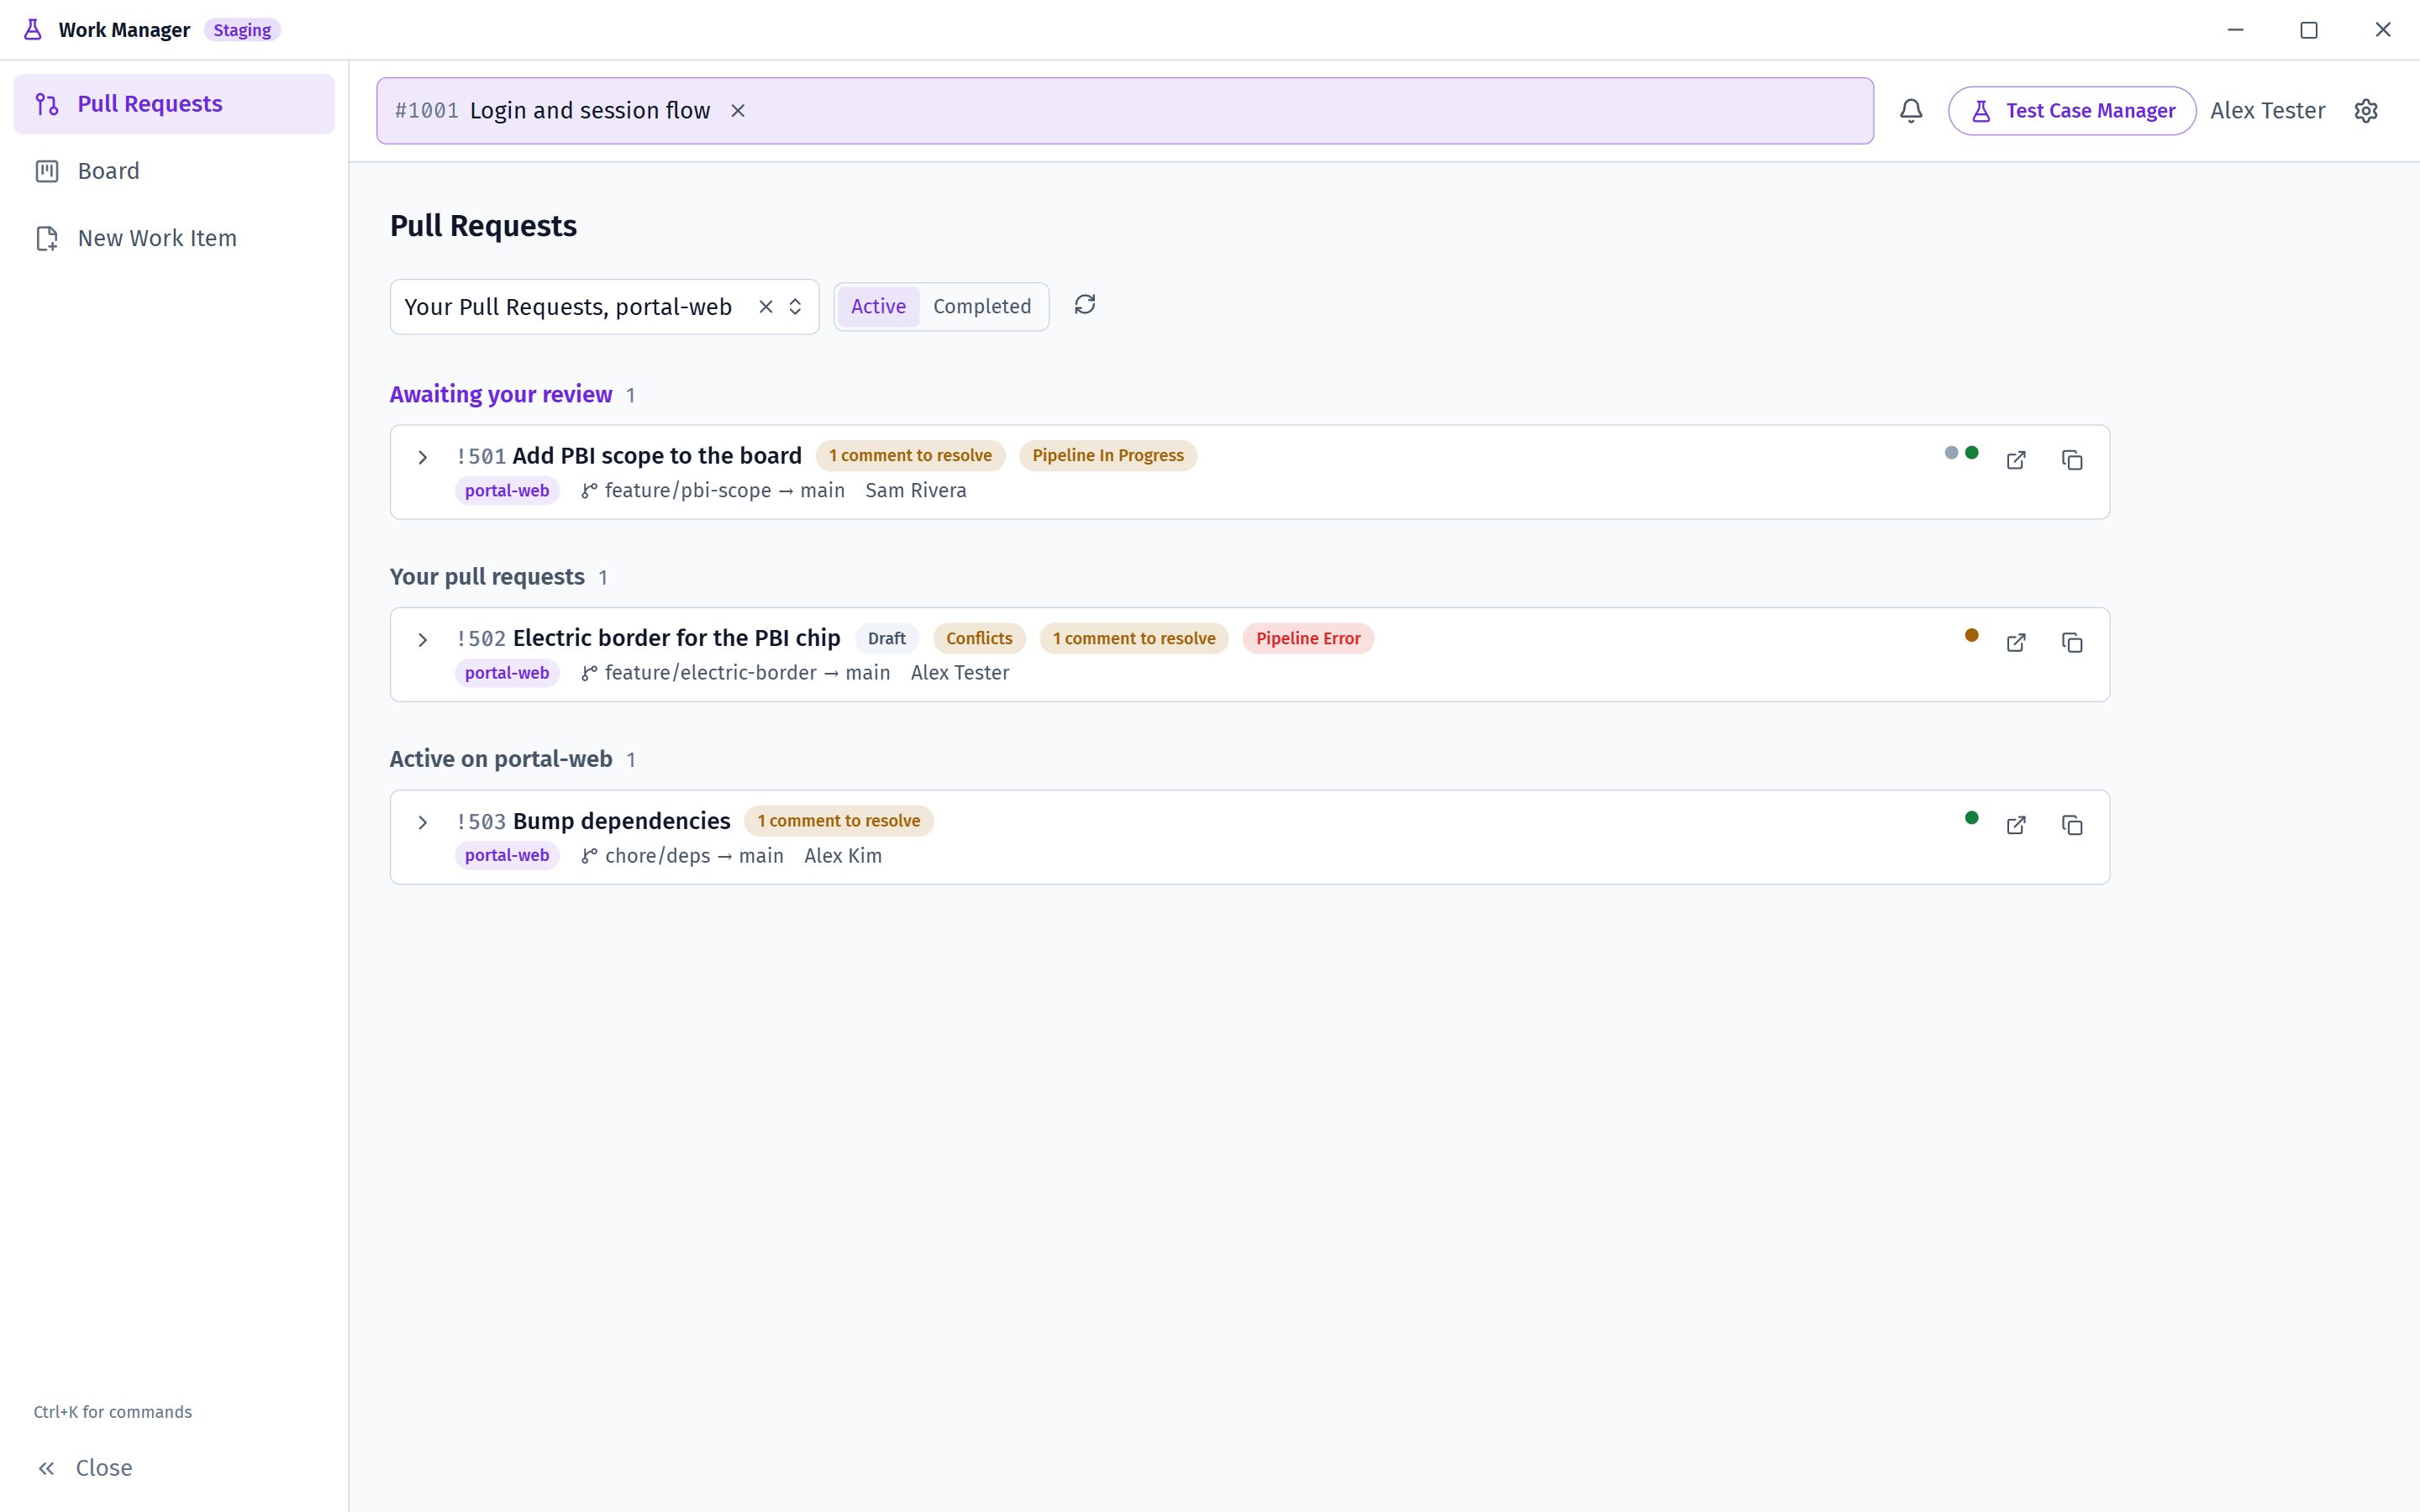 Work Manager Staging
Pull Requests
Board
New Work Item
Ctrl+K for commands
Close
#1001 Login and session flow
Test Case Manager
Alex Tester
Pull Requests
Your Pull Requests, portal-web
Active Completed
Awaiting your review 1
!501 Add PBI scope to the board 1 comment to resolve Pipeline In Progress
portal-web feature/pbi-scope → main Sam Rivera
Your pull requests 1
!502 Electric border for the PBI chip Draft Conflicts 1 comment to resolve Pipeline Error
portal-web feature/electric-border → main Alex Tester
Active on portal-web 1
!503 Bump dependencies 1 comment to resolve
portal-web chore/deps → main Alex Kim